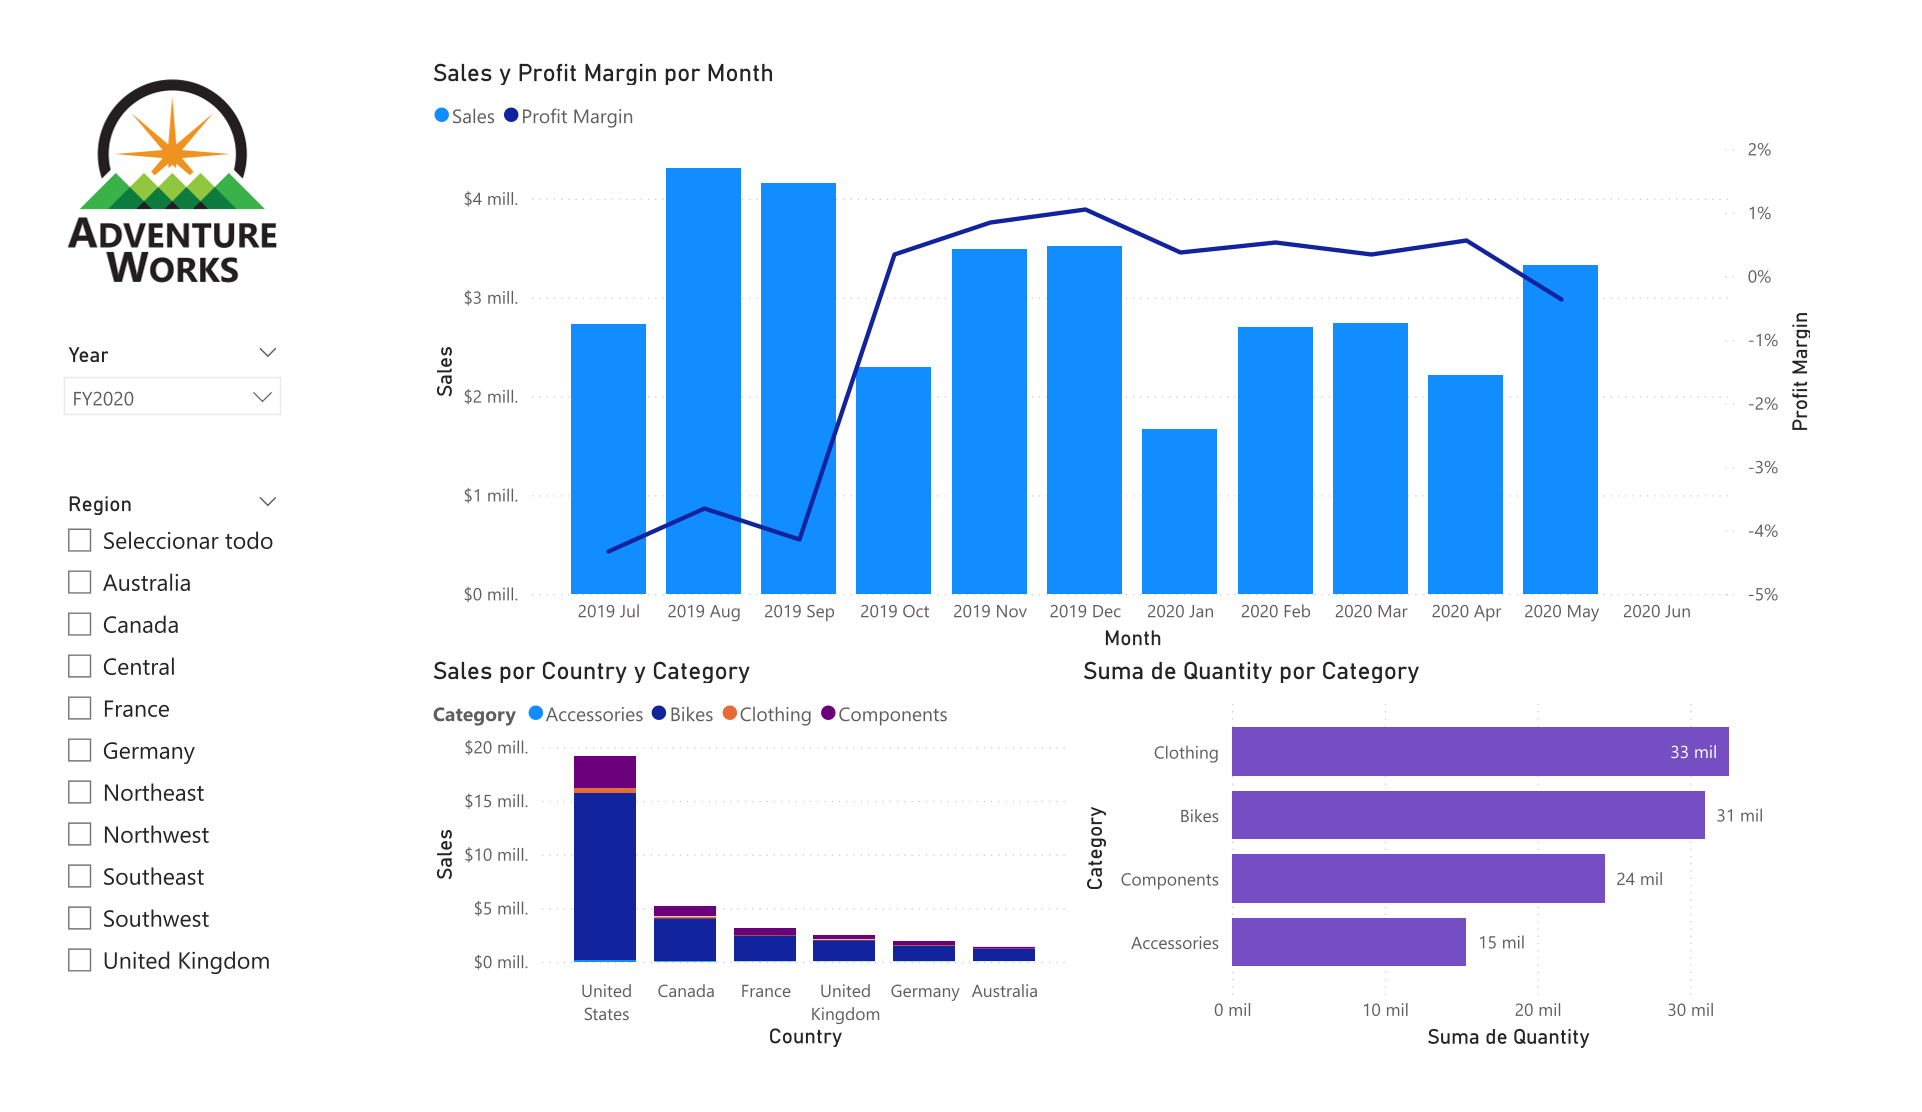 ADVENTURE
WORKS
Year
FY2020
Region
Seleccionar todo
Australia
Canada
Central
France
Germany
Northeast
Northwest
Southeast
Southwest
United Kingdom
Sales y Profit Margin por Month
Sales Profit Margin
$4 mill.
$3 mill.
$2 mill.
$1 mill.
$0 mill.
Sales
2%
1%
0%
-1%
-2%
-3%
-4%
-5%
Profit Margin
2019 Jul 2019 Aug 2019 Sep 2019 Oct 2019 Nov 2019 Dec 2020 Jan 2020 Feb 2020 Mar 2020 Apr 2020 May 2020 Jun
Month
Sales por Country y Category
Category Accessories Bikes Clothing Components
$20 mill.
$15 mill.
$10 mill.
$5 mill.
$0 mill.
Sales
United States Canada France United Kingdom Germany Australia
Country
Suma de Quantity por Category
Category
Clothing 33 mil
Bikes 31 mil
Components 24 mil
Accessories 15 mil
0 mil 10 mil 20 mil 30 mil
Suma de Quantity